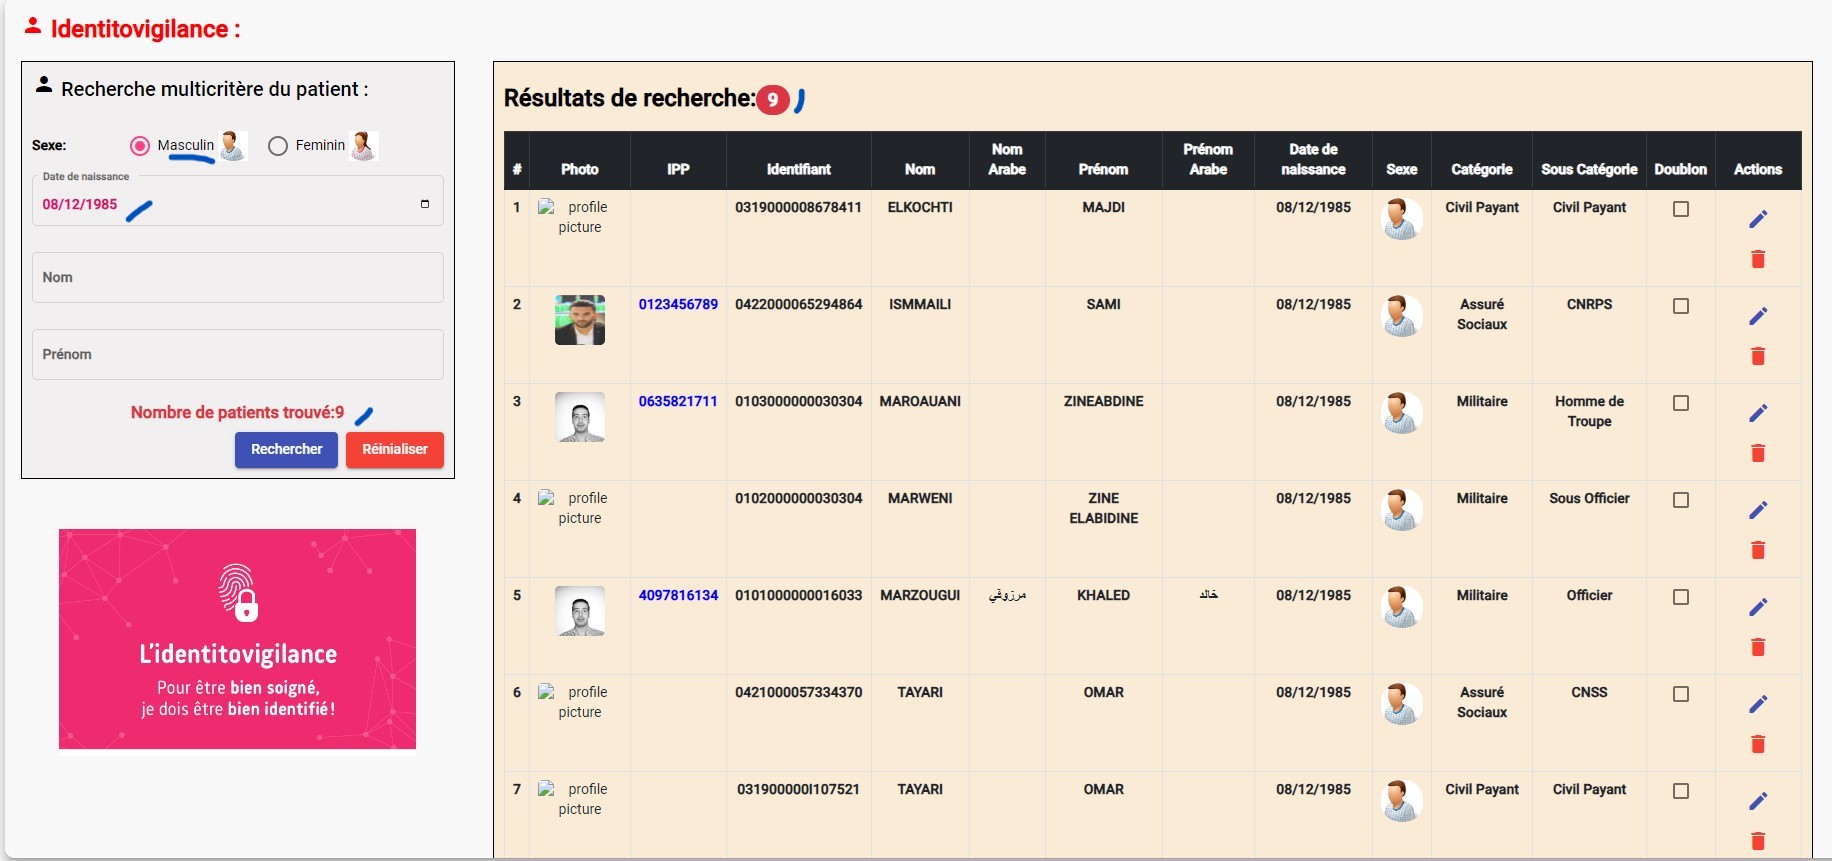 Identitovigilance :
Recherche multicritère du patient :
Sexe: Masculin Feminin
Date de naissance
08/12/1985
Nom
Prénom
Nombre de patients trouvé:9
Rechercher Réinialiser
L'identitovigilance
Pour être bien soigné,
je dois être bien identifié!
Résultats de recherche:9
# Photo IPP Identifiant Nom Nom Arabe Prénom Prénom Arabe Date de naissance Sexe Catégorie Sous Catégorie Doublon Actions
1 profile picture 0319000008678411 ELKOCHTI MAJDI 08/12/1985 Civil Payant Civil Payant
2 0123456789 0422000065294864 ISMMAILI SAMI 08/12/1985 Assuré Sociaux CNRPS
3 0635821711 0103000000030304 MAROAUANI ZINEABDINE 08/12/1985 Militaire Homme de Troupe
4 profile picture 0102000000030304 MARWENI ZINE ELABIDINE 08/12/1985 Militaire Sous Officier
5 4097816134 0101000000016033 MARZOUGUI مرزوقي KHALED خالد 08/12/1985 Militaire Officier
6 profile picture 0421000057334370 TAYARI OMAR 08/12/1985 Assuré Sociaux CNSS
7 profile picture 031900000I107521 TAYARI OMAR 08/12/1985 Civil Payant Civil Payant